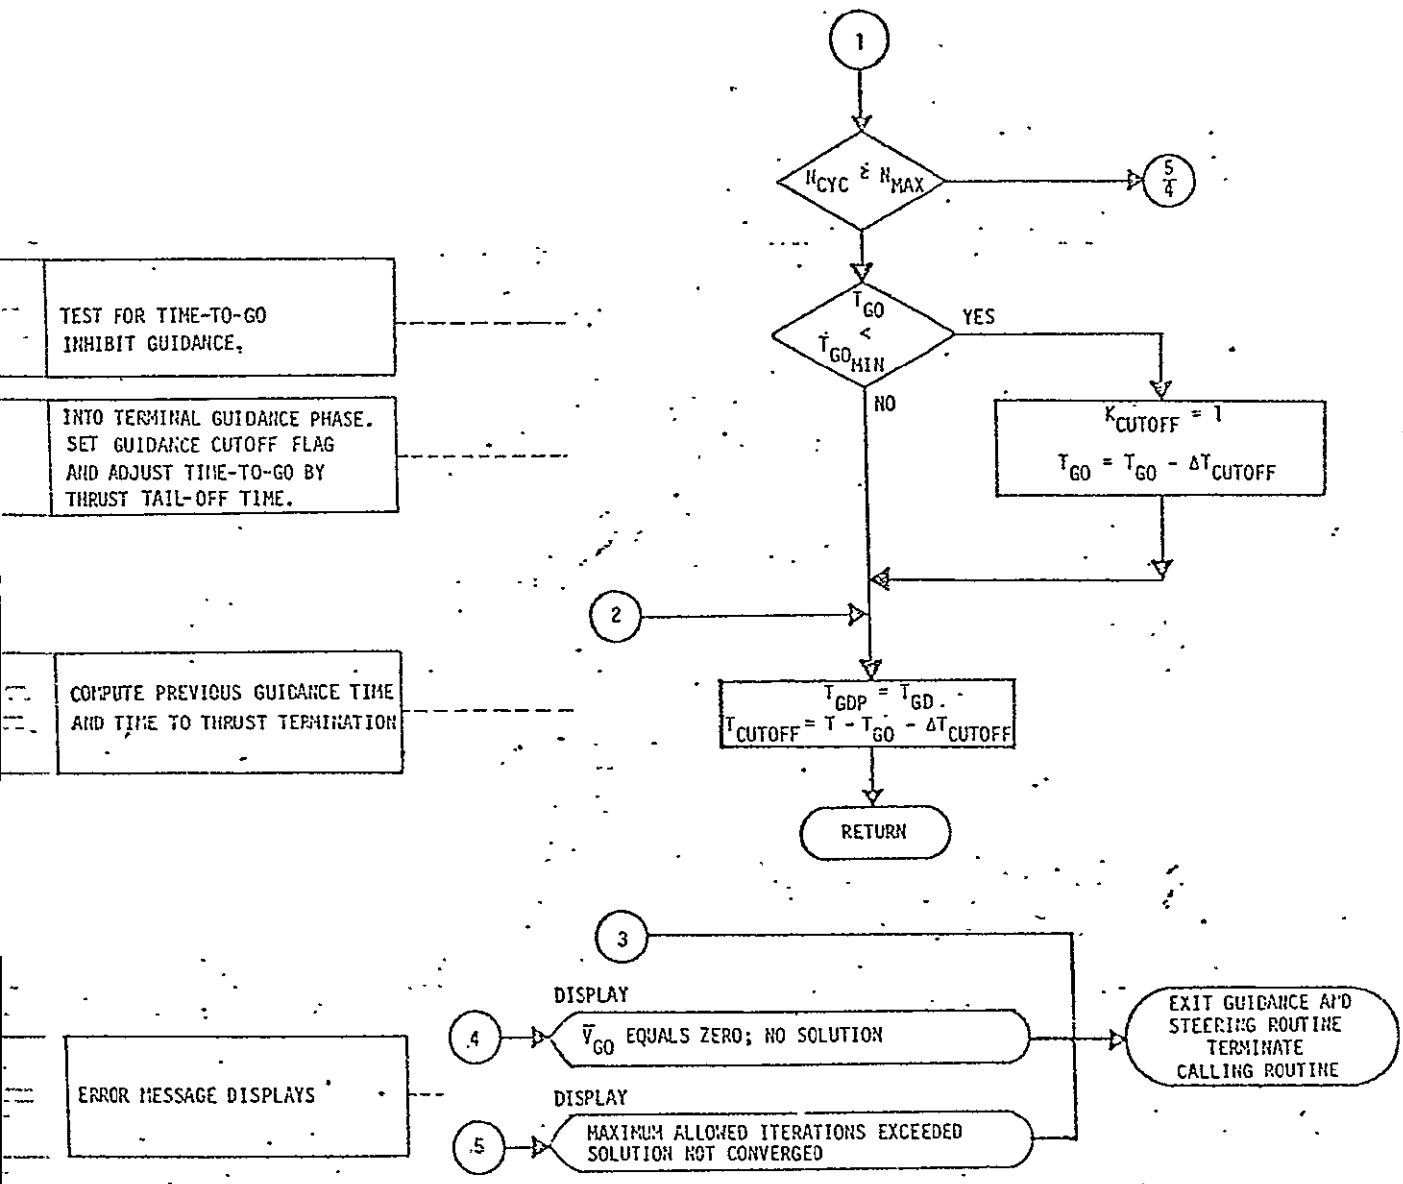 1
N_CYC ≥ N_MAX
5
4
TEST FOR TIME-TO-GO
INHIBIT GUIDANCE.
T_GO
<
T_GO_MIN
YES
NO
INTO TERMINAL GUIDANCE PHASE.
SET GUIDANCE CUTOFF FLAG
AND ADJUST TIME-TO-GO BY
THRUST TAIL-OFF TIME.
K_CUTOFF = 1
T_GO = T_GO - ΔT_CUTOFF
2
COMPUTE PREVIOUS GUIDANCE TIME
AND TIME TO THRUST TERMINATION
T_GDP = T_GD
T_CUTOFF = T - T_GO - ΔT_CUTOFF
RETURN
3
DISPLAY
4
V̄_GO EQUALS ZERO; NO SOLUTION
EXIT GUIDANCE AND
STEERING ROUTINE
TERMINATE
CALLING ROUTINE
ERROR MESSAGE DISPLAYS
DISPLAY
5
MAXIMUM ALLOWED ITERATIONS EXCEEDED
SOLUTION NOT CONVERGED